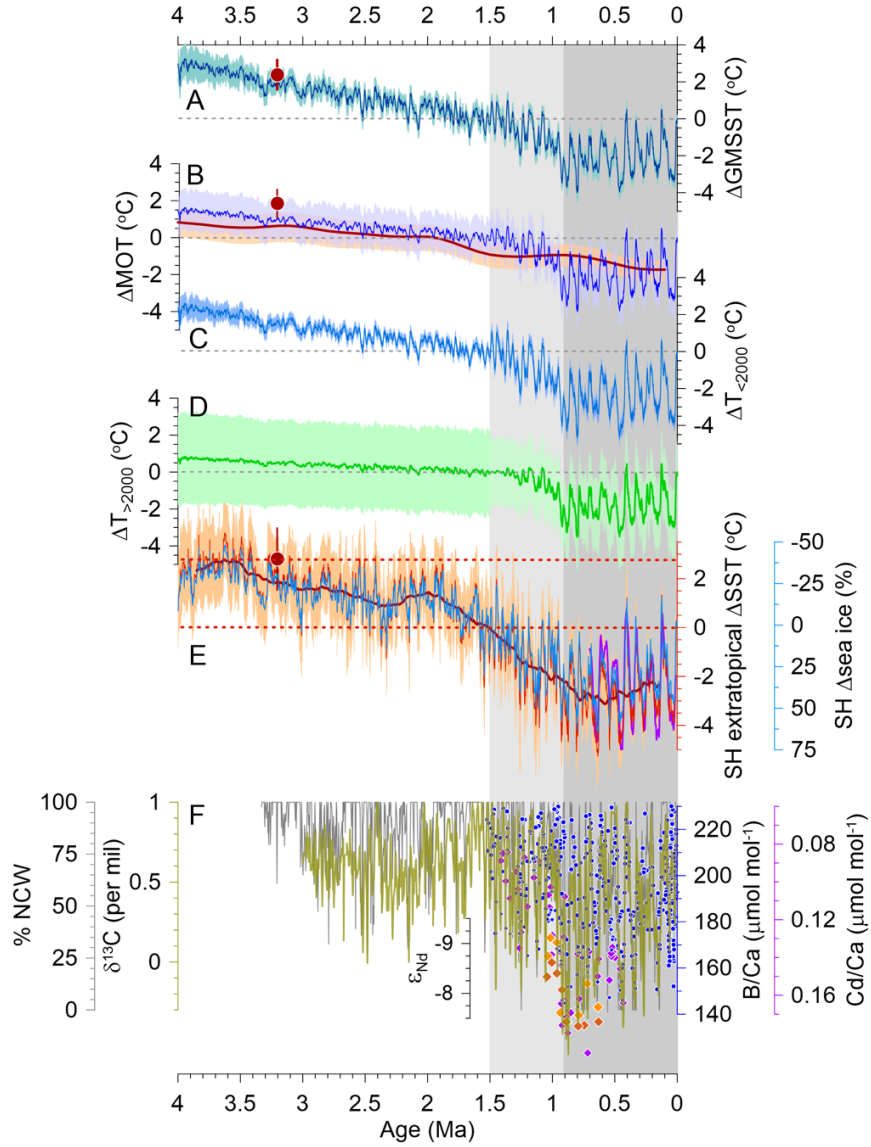 4 3.5 3 2.5 2 1.5 1 0.5 0
A
4
2
0
-2
-4
ΔGMSST (°C)
B
4
2
0
-2
-4
ΔMOT (°C)
C
4
2
0
-2
-4
ΔT<2000 (°C)
D
4
2
0
-2
-4
ΔT>2000 (°C)
E
2
0
-2
-4
SH extratopical ΔSST (°C)
-50
-25
0
25
50
75
SH Δsea ice (%)
F
100
75
50
25
0
% NCW
1
0.5
0
δ13C (per mil)
-9
-8
εNd
220
200
180
160
140
B/Ca (μmol mol-1)
0.08
0.12
0.16
Cd/Ca (μmol mol-1)
4 3.5 3 2.5 2 1.5 1 0.5 0
Age (Ma)